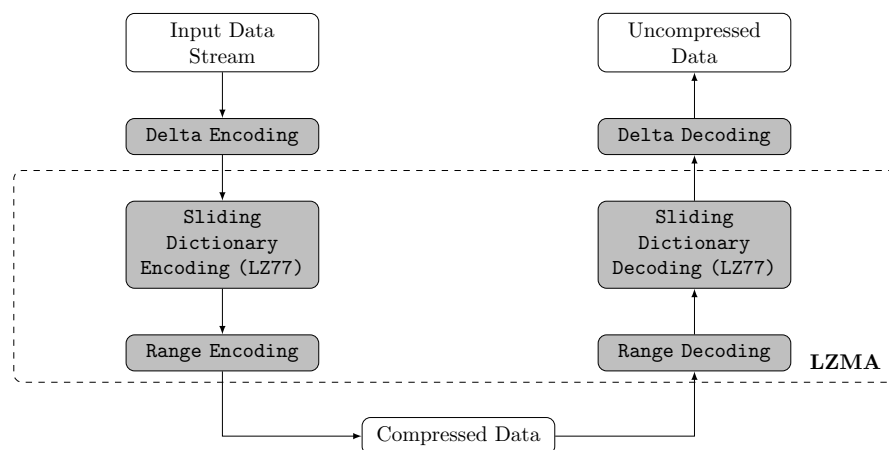 Input Data
Stream
Uncompressed
Data
Delta Encoding
Delta Decoding
Sliding
Dictionary
Encoding (LZ77)
Sliding
Dictionary
Decoding (LZ77)
Range Encoding
Range Decoding
LZMA
Compressed Data